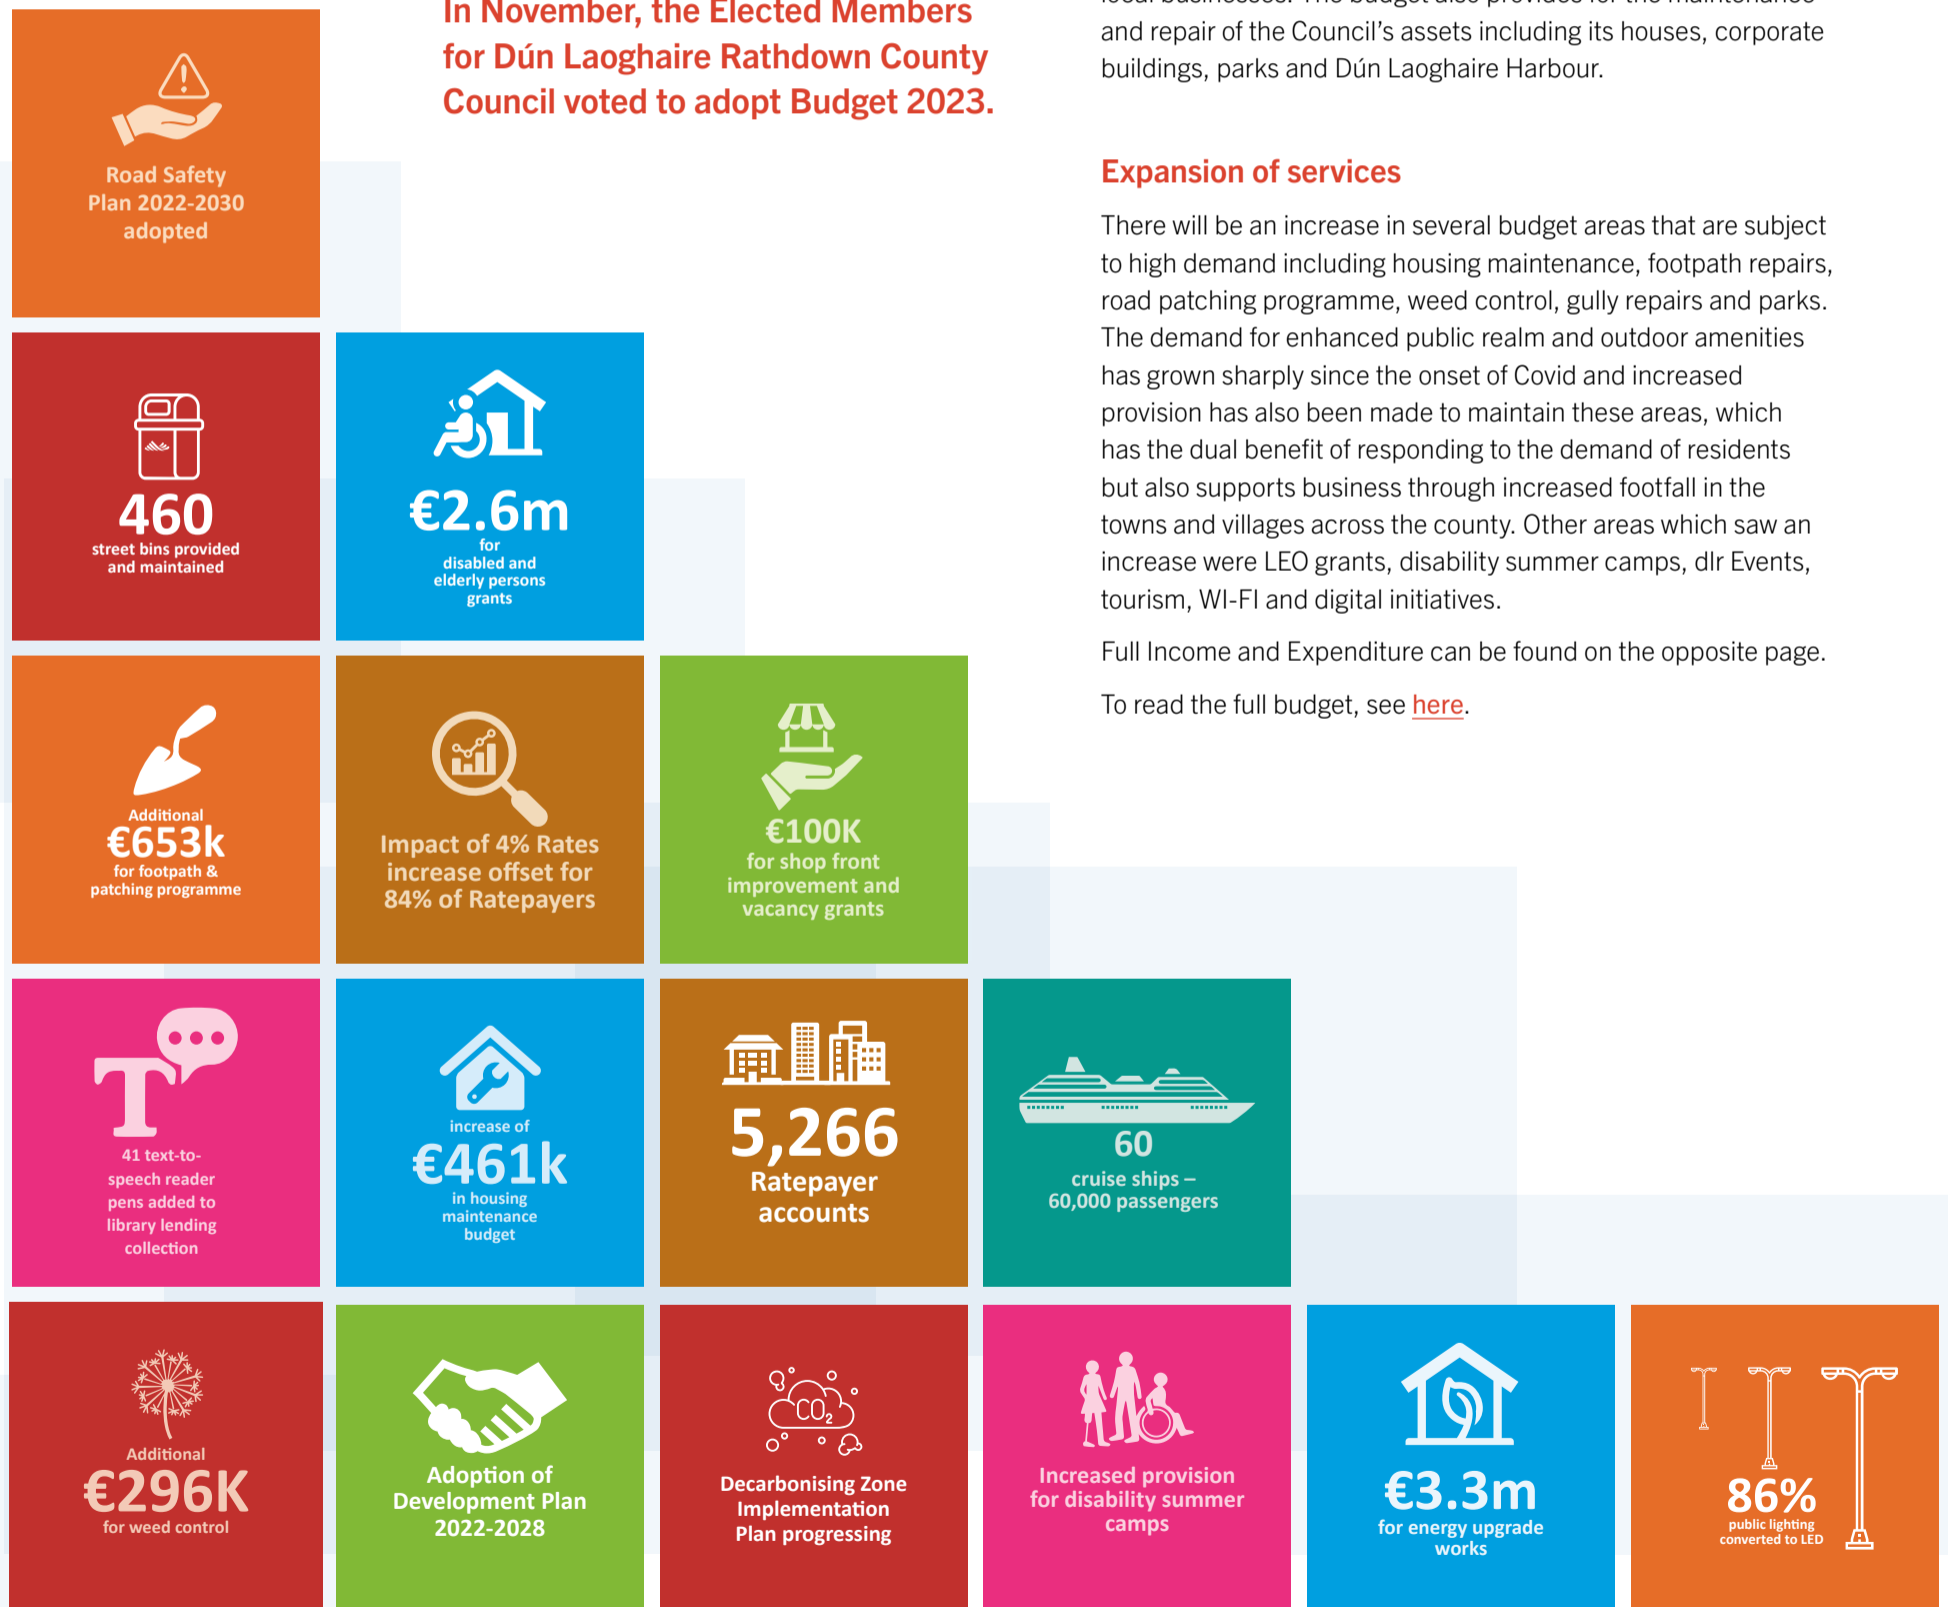 In November, the Elected Members
for Dún Laoghaire Rathdown County
Council voted to adopt Budget 2023.
local businesses. The budget also provides for the maintenance
and repair of the Council's assets including its houses, corporate
buildings, parks and Dún Laoghaire Harbour.
Expansion of services
There will be an increase in several budget areas that are subject
to high demand including housing maintenance, footpath repairs,
road patching programme, weed control, gully repairs and parks.
The demand for enhanced public realm and outdoor amenities
has grown sharply since the onset of Covid and increased
provision has also been made to maintain these areas, which
has the dual benefit of responding to the demand of residents
but also supports business through increased footfall in the
towns and villages across the county. Other areas which saw an
increase were LEO grants, disability summer camps, dlr Events,
tourism, WI-FI and digital initiatives.
Full Income and Expenditure can be found on the opposite page.
To read the full budget, see here.
Road Safety
Plan 2022-2030
adopted
460
street bins provided
and maintained
€2.6m
for
disabled and
elderly persons
grants
Additional
€653k
for footpath &
patching programme
Impact of 4% Rates
increase offset for
84% of Ratepayers
€100K
for shop front
improvement and
vacancy grants
T
41 text-to-
speech reader
pens added to
library lending
collection
increase of
€461k
in housing
maintenance
budget
5,266
Ratepayer
accounts
60
cruise ships –
60,000 passengers
Additional
€296K
for weed control
Adoption of
Development Plan
2022-2028
CO2
Decarbonising Zone
Implementation
Plan progressing
Increased provision
for disability summer
camps
€3.3m
for energy upgrade
works
86%
public lighting
converted to LED